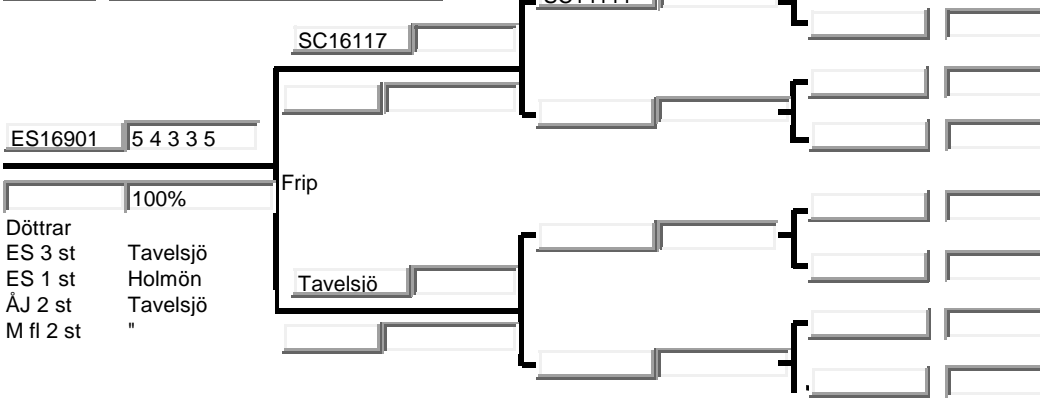 SC16117
ES16901 5 4 3 3 5
100%
Frip
Döttrar
ES 3 st Tavelsjö
ES 1 st Holmön
ÅJ 2 st Tavelsjö
M fl 2 st "
Tavelsjö